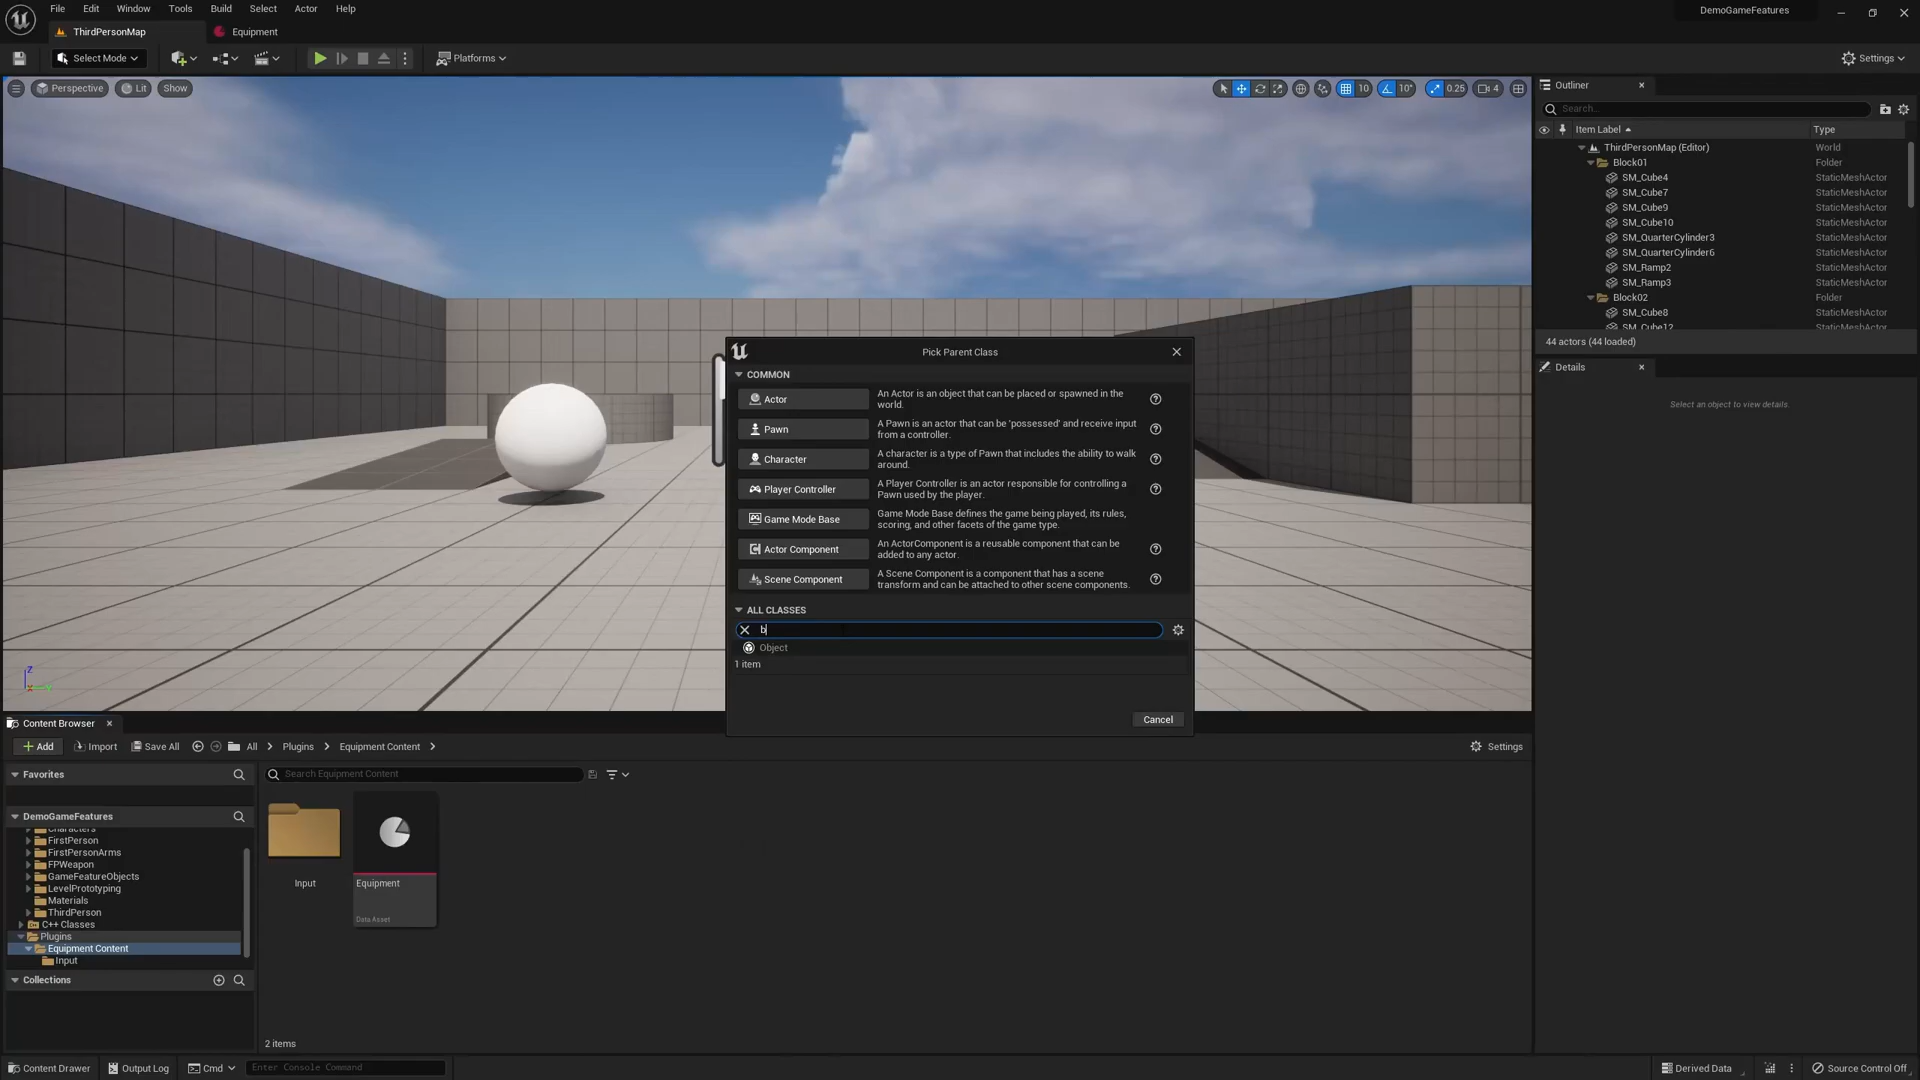 File Edit Window Tools Build Select Actor Help
DemoGameFeatures
ThirdPersonMap
Equipment
Select Mode
Platforms
Settings
Perspective
Lit
Show
10
10°
0.25
4
Outliner
Search...
Item Label
Type
ThirdPersonMap (Editor) World
Block01 Folder
SM_Cube4 StaticMeshActor
SM_Cube7 StaticMeshActor
SM_Cube9 StaticMeshActor
SM_Cube10 StaticMeshActor
SM_QuarterCylinder3 StaticMeshActor
SM_QuarterCylinder6 StaticMeshActor
SM_Ramp2 StaticMeshActor
SM_Ramp3 StaticMeshActor
Block02 Folder
SM_Cube8 StaticMeshActor
SM_Cube12 StaticMeshActor
44 actors (44 loaded)
Details
Select an object to view details.
Pick Parent Class
COMMON
Actor
An Actor is an object that can be placed or spawned in the
world.
Pawn
A Pawn is an actor that can be 'possessed' and receive input
from a controller.
Character
A character is a type of Pawn that includes the ability to walk
around.
Player Controller
A Player Controller is an actor responsible for controlling a
Pawn used by the player.
Game Mode Base
Game Mode Base defines the game being played, its rules,
scoring, and other facets of the game type.
Actor Component
An ActorComponent is a reusable component that can be
added to any actor.
Scene Component
A Scene Component is a component that has a scene
transform and can be attached to other scene components.
ALL CLASSES
b
Object
1 item
Cancel
Z
X
Y
Content Browser
Add
Import
Save All
All
Plugins
Equipment Content
Settings
Favorites
Search Equipment Content
DemoGameFeatures
Characters
FirstPerson
FirstPersonArms
FPWeapon
GameFeatureObjects
LevelPrototyping
Materials
ThirdPerson
C++ Classes
Plugins
Equipment Content
Input
Input
Equipment
Data Asset
Collections
2 items
Content Drawer
Output Log
Cmd
Enter Console Command
Derived Data
Source Control Off